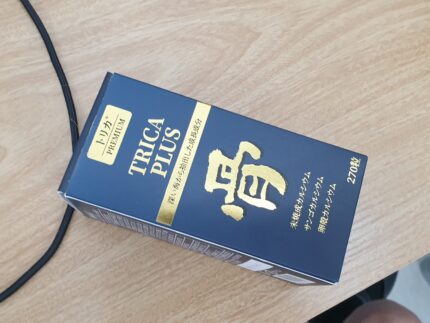 トリカ®
PREMIUM
TRICA
PLUS
深い海から抽出した成長成分
骨
未焼成カルシウム
サンゴカルシウム
卵殻カルシウム
270粒